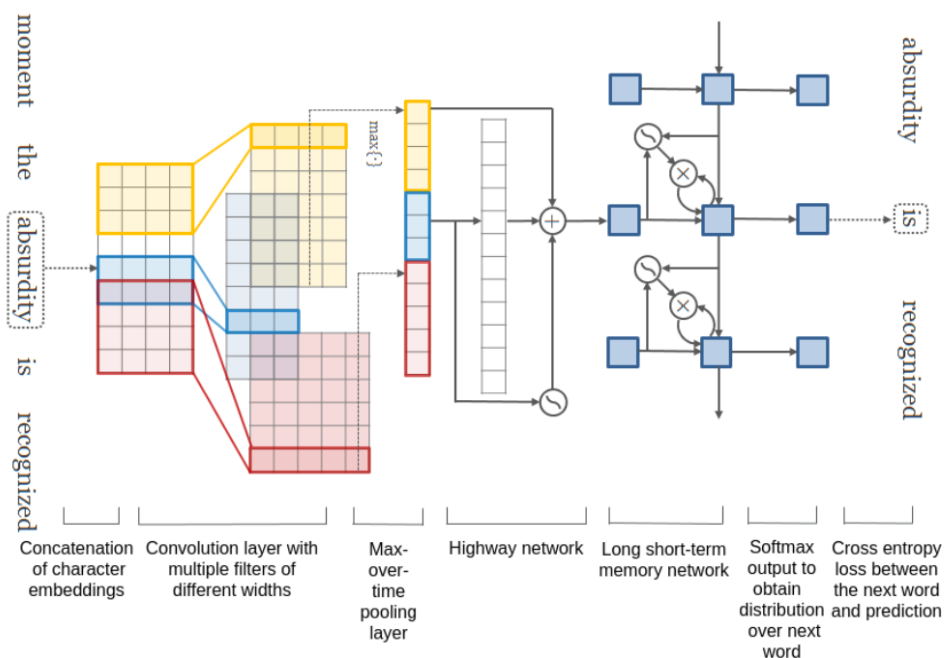 moment the absurdity is recognized
max{·}
+
×
×
absurdity is recognized
Concatenation
of character
embeddings
Convolution layer with
multiple filters of
different widths
Max-
over-
time
pooling
layer
Highway network
Long short-term
memory network
Softmax
output to
obtain
distribution
over next
word
Cross entropy
loss between
the next word
and prediction